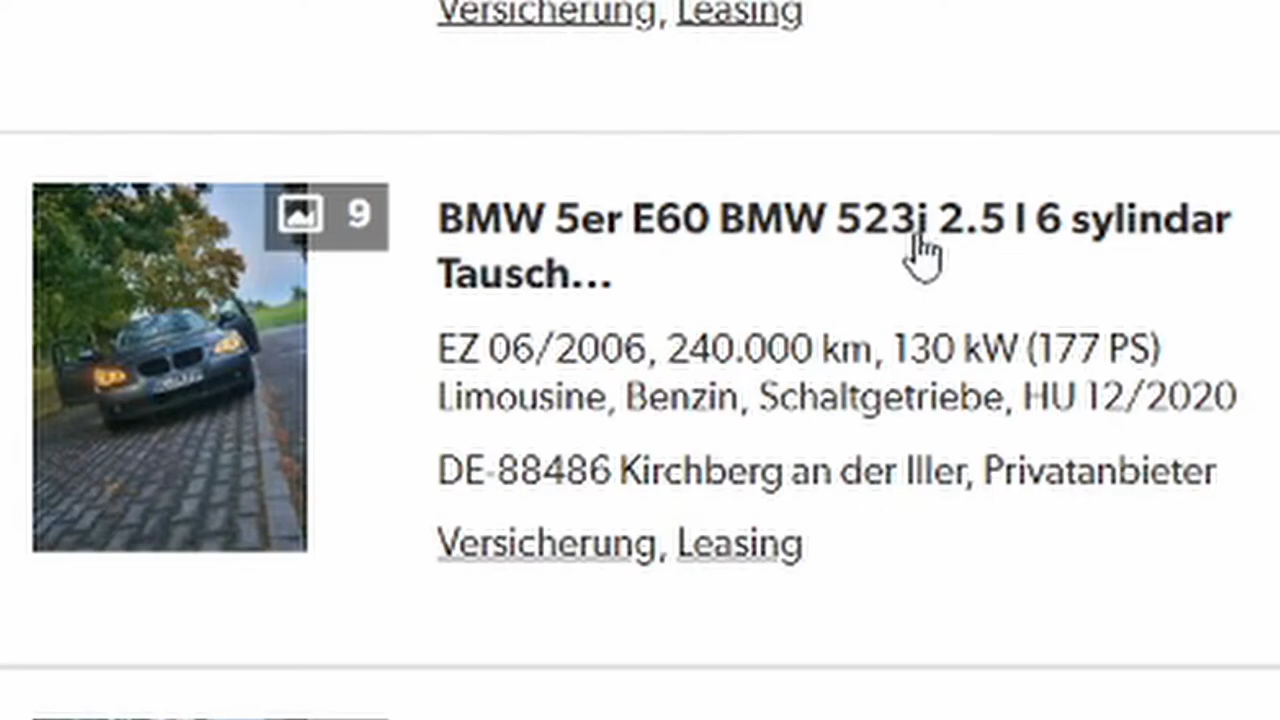 Versicherung, Leasing
9
BMW 5er E60 BMW 523i 2.5 l 6 sylindar
Tausch...
EZ 06/2006, 240.000 km, 130 kW (177 PS)
Limousine, Benzin, Schaltgetriebe, HU 12/2020
DE-88486 Kirchberg an der Iller, Privatanbieter
Versicherung, Leasing